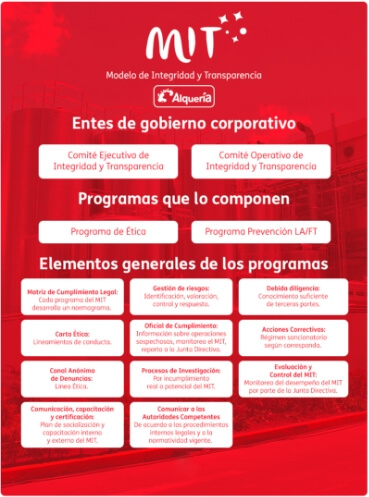 MIT
Modelo de Integridad y Transparencia
Alquería
Entes de gobierno corporativo
Comité Ejecutivo de
Integridad y Transparencia
Comité Operativo de
Integridad y Transparencia
Programas que lo componen
Programa de Ética
Programa Prevención LA/FT
Elementos generales de los programas
Matriz de Cumplimiento Legal:
Cada programa del MIT
desarrolla un normograma.
Gestión de riesgos:
Identificación, valoración,
control y respuesta.
Debida diligencia:
Conocimiento suficiente
de terceras partes.
Carta Ética:
Lineamientos de conducta.
Oficial de Cumplimiento:
Información sobre operaciones
sospechosas, monitorea el MIT,
reporta a la Junta Directiva.
Acciones Correctivas:
Régimen sancionatorio
según corresponda.
Canal Anónimo
de Denuncias:
Línea Ética.
Procesos de Investigación:
Por incumplimiento
real o potencial del MIT.
Evaluación y
Control del MIT:
Monitoreo del desempeño del MIT
por parte de la Junta Directiva.
Comunicación, capacitación
y certificación:
Plan de socialización y
capacitación interna
y externa del MIT.
Comunicar a las
Autoridades Competentes
De acuerdo a los procedimientos
internos legales y a la
normatividad vigente.